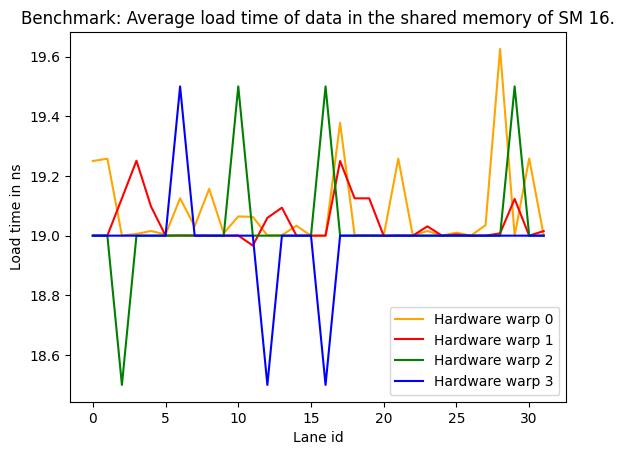 Benchmark: Average load time of data in the shared memory of SM 16.
Load time in ns
19.6
19.4
19.2
19.0
18.8
18.6
0
5
10
15
20
25
30
Lane id
Hardware warp 0
Hardware warp 1
Hardware warp 2
Hardware warp 3